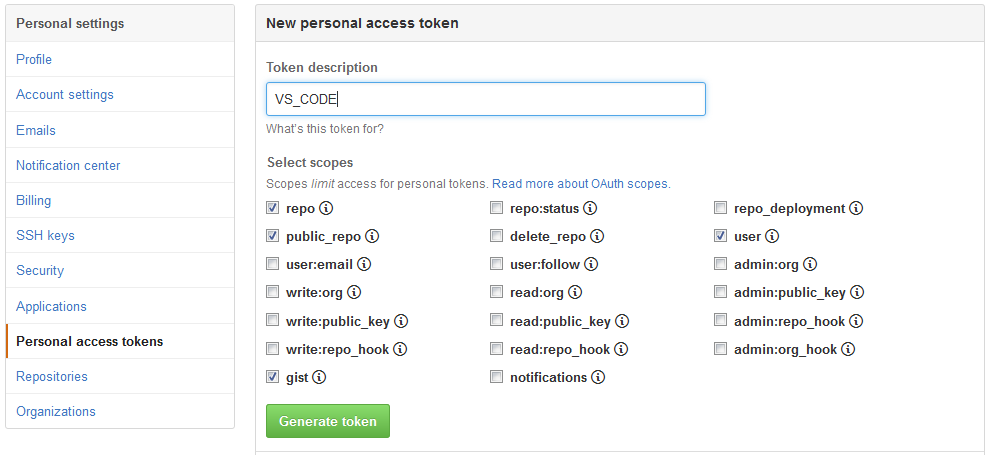 Personal settings
Profile
Account settings
Emails
Notification center
Billing
SSH keys
Security
Applications
Personal access tokens
Repositories
Organizations
New personal access token
Token description
VS_CODE
What's this token for?
Select scopes
Scopes limit access for personal tokens. Read more about OAuth scopes.
repo repo:status repo_deployment
public_repo delete_repo user
user:email user:follow admin:org
write:org read:org admin:public_key
write:public_key read:public_key admin:repo_hook
write:repo_hook read:repo_hook admin:org_hook
gist notifications
Generate token